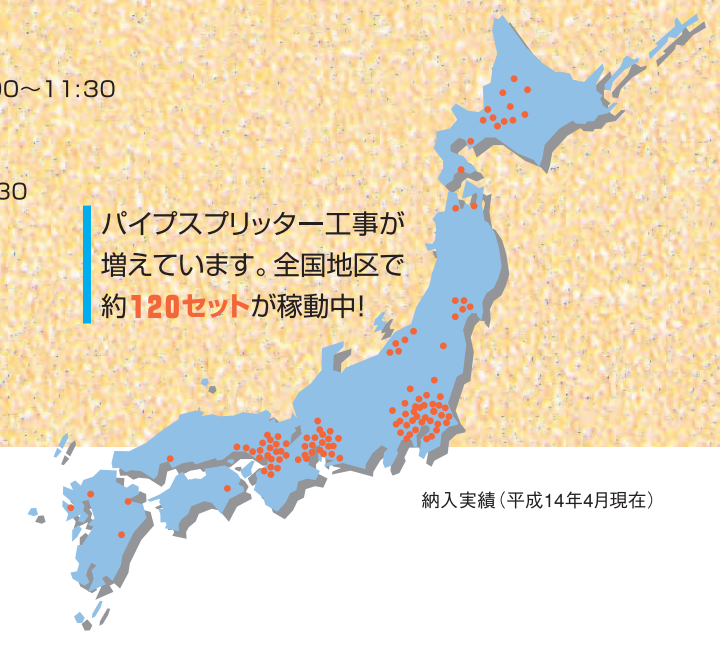 00〜11:30
30
パイプスプリッター工事が
増えています。全国地区で
約120セットが稼動中!
納入実績(平成14年4月現在)